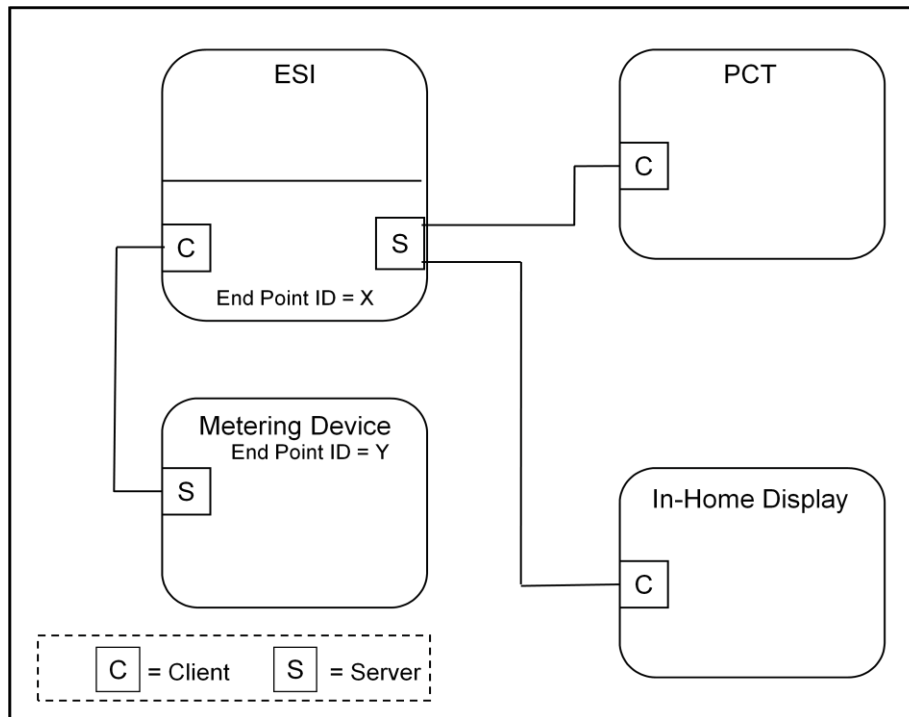 ESI
C
S
End Point ID = X
PCT
C
Metering Device
End Point ID = Y
S
In-Home Display
C
C = Client S = Server